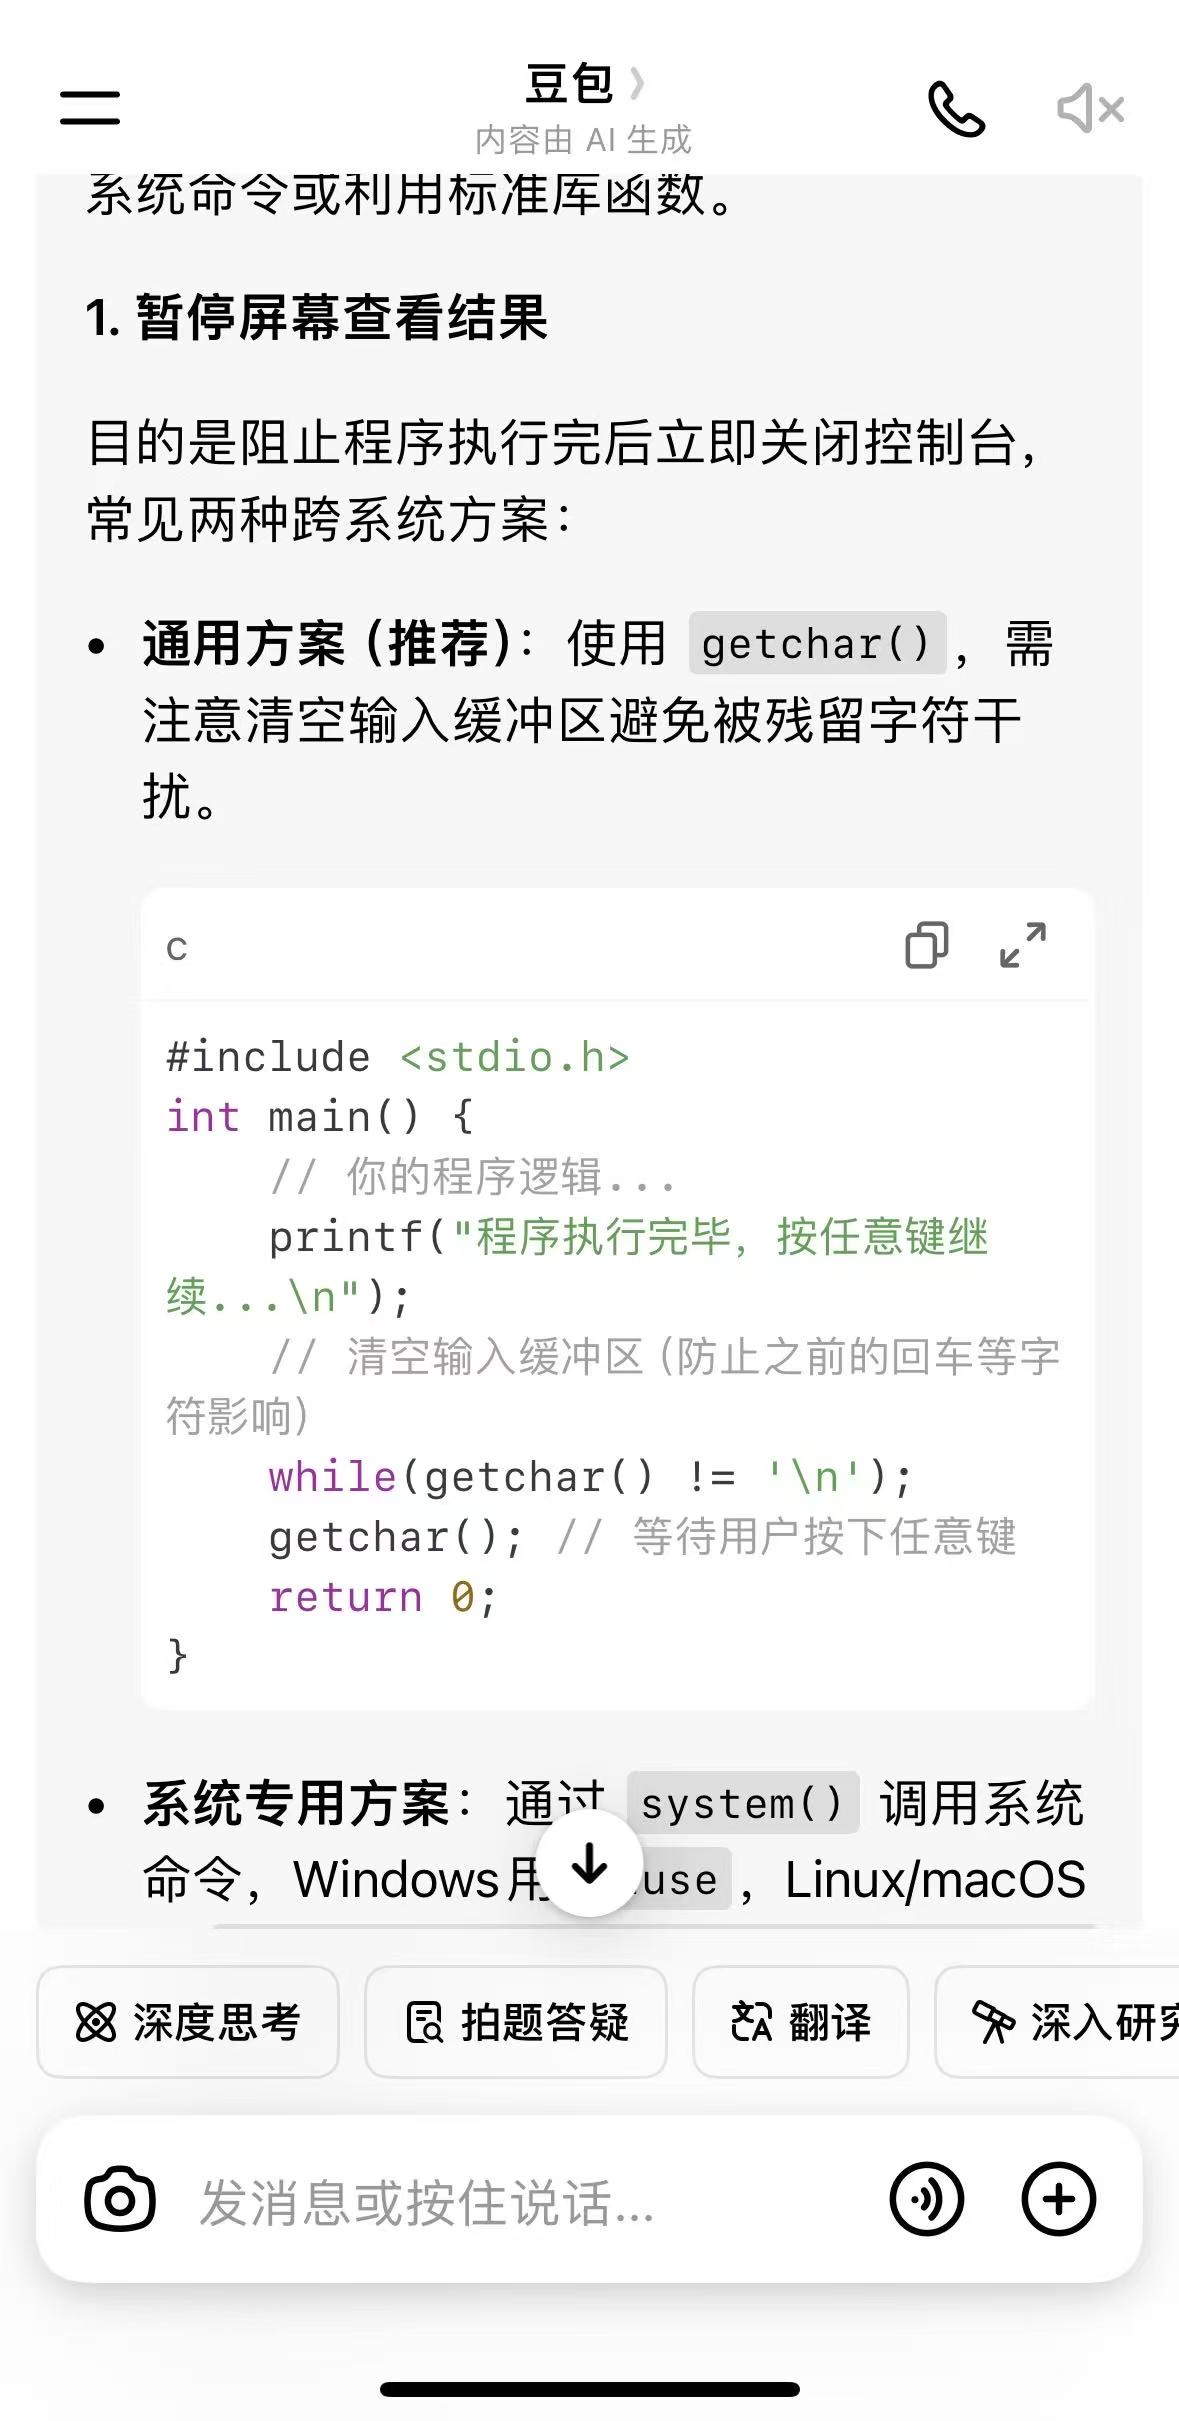 豆包
内容由 AI 生成
系统命令或利用标准库函数。
1. 暂停屏幕查看结果
目的是阻止程序执行完后立即关闭控制台，
常见两种跨系统方案：
• 通用方案（推荐）：使用 getchar()，需
注意清空输入缓冲区避免被残留字符干
扰。
c
#include <stdio.h>
int main() {
    // 你的程序逻辑...
    printf("程序执行完毕，按任意键继
续...\n");
    // 清空输入缓冲区（防止之前的回车等字
符影响）
    while(getchar() != '\n');
    getchar(); // 等待用户按下任意键
    return 0;
}
• 系统专用方案：通过 system() 调用系统
命令，Windows用 use，Linux/macOS
深度思考
拍题答疑
翻译
深入研究
发消息或按住说话...